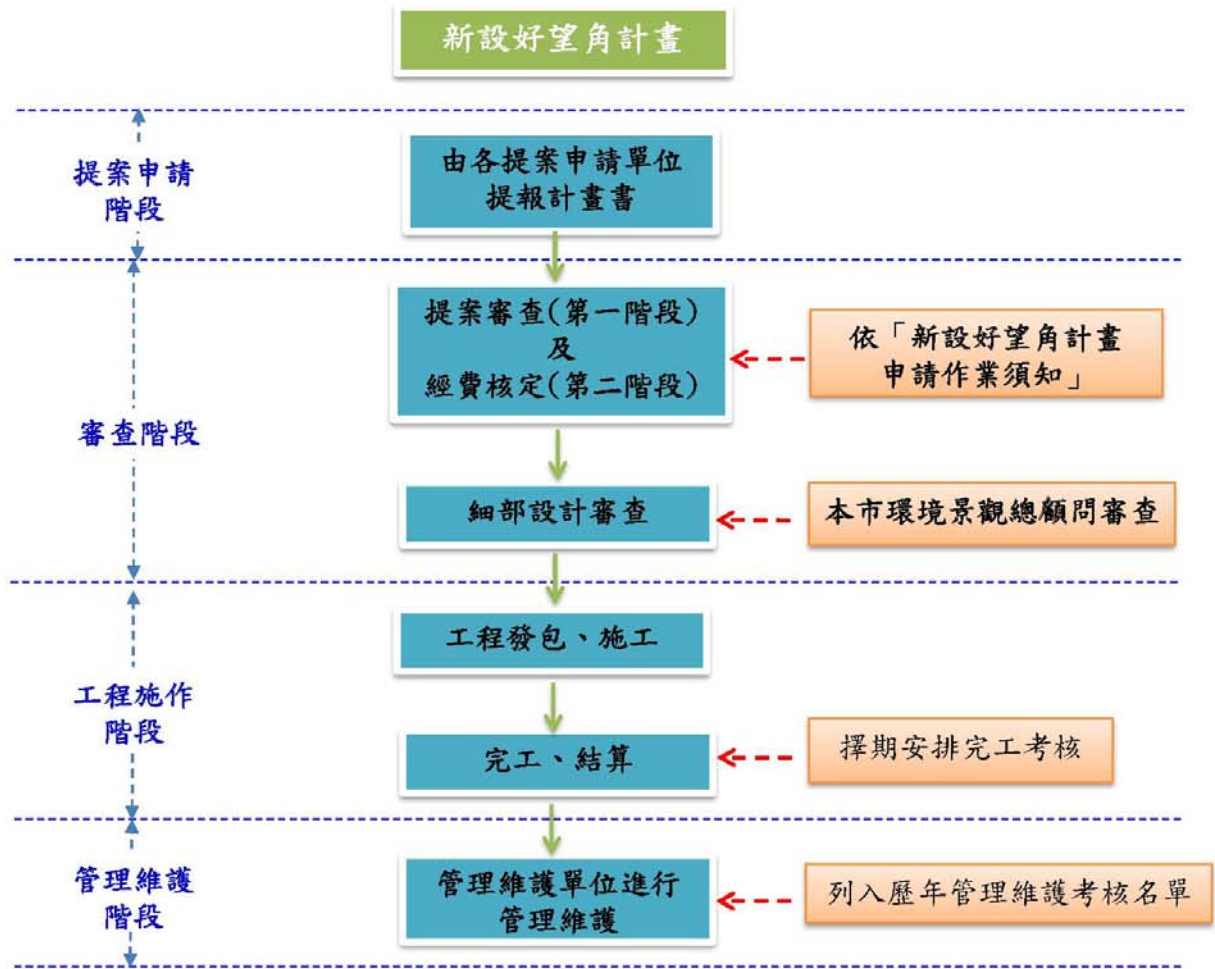 新設好望角計畫
提案申請
階段
由各提案申請單位
提報計畫書
審查階段
提案審查(第一階段)
及
經費核定(第二階段)
依「新設好望角計畫
申請作業須知」
細部設計審查
本市環境景觀總顧問審查
工程施作
階段
工程發包、施工
完工、結算
擇期安排完工考核
管理維護
階段
管理維護單位進行
管理維護
列入歷年管理維護考核名單